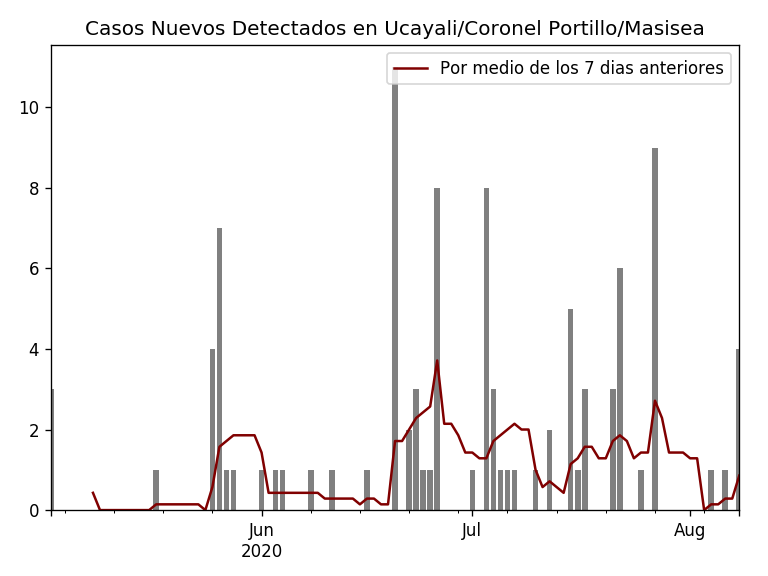 Casos Nuevos Detectados en Ucayali/Coronel Portillo/Masisea
Por medio de los 7 dias anteriores
10
8
6
4
2
0
Jun
2020
Jul
Aug